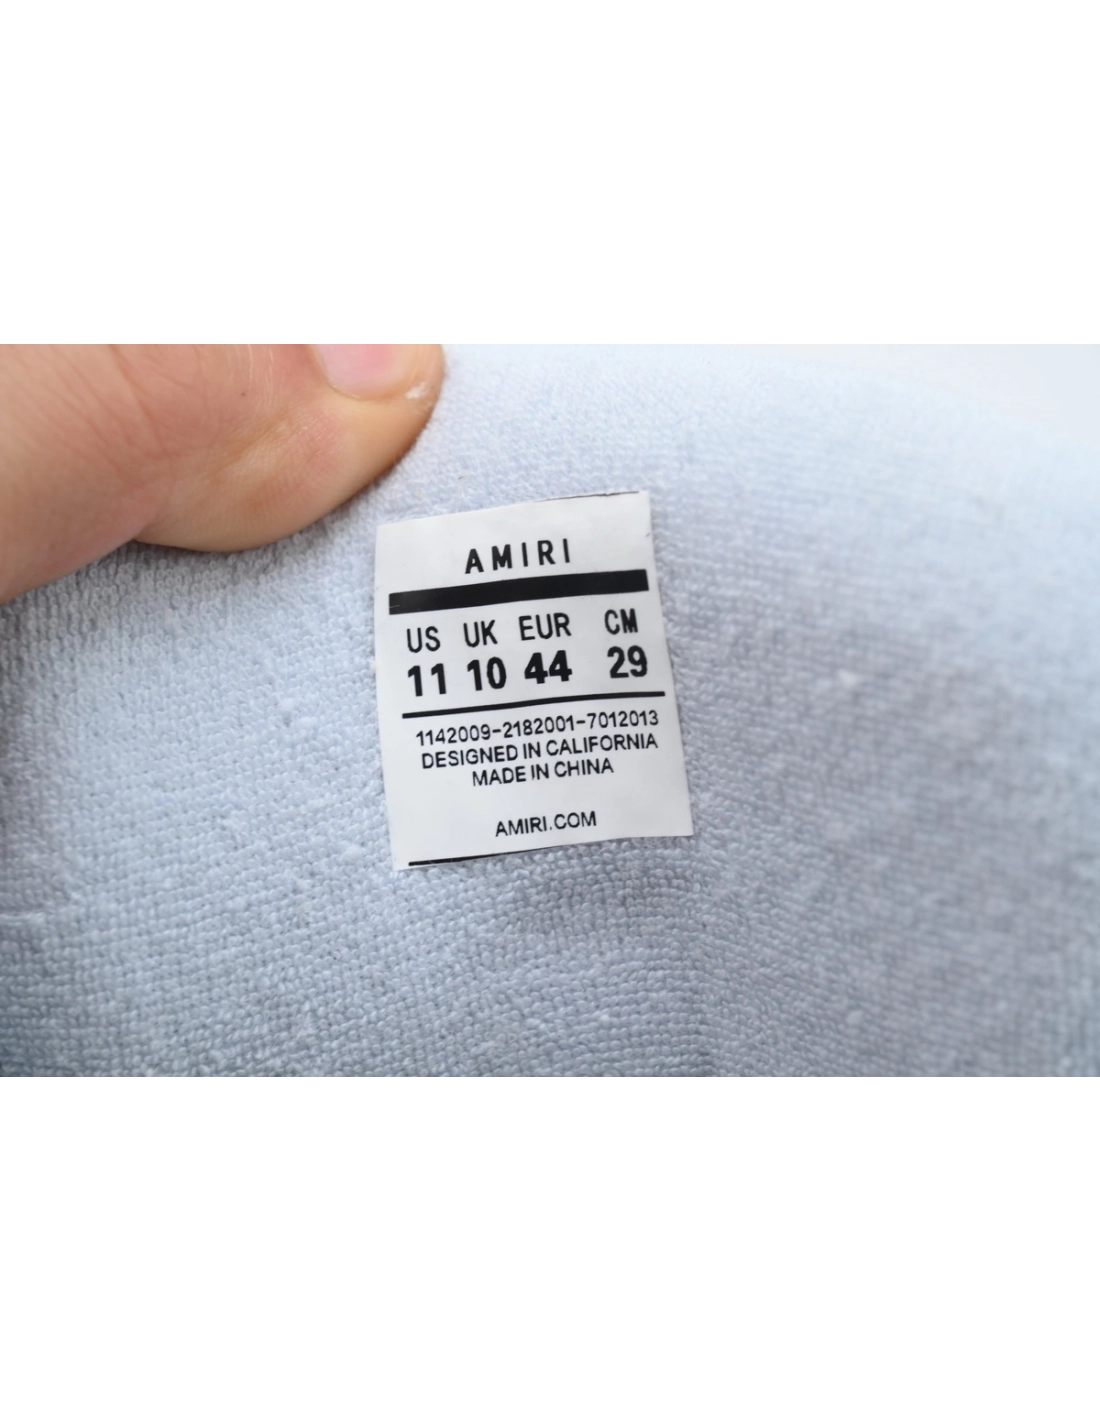 AMIRI
US UK EUR CM
11 10 44 29
1142009-2182001-7012013
DESIGNED IN CALIFORNIA
MADE IN CHINA
AMIRI.COM